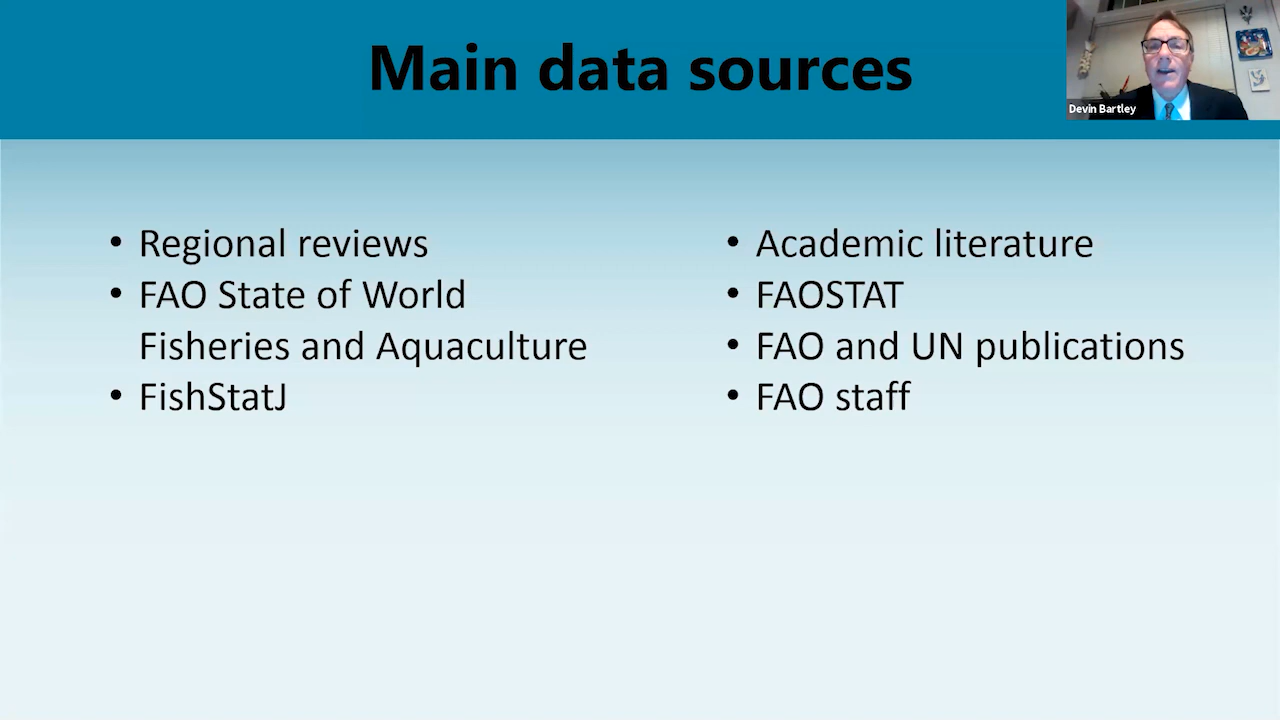 Main data sources
Devin Bartley
• Regional reviews
• FAO State of World
Fisheries and Aquaculture
• FishStatJ
• Academic literature
• FAOSTAT
• FAO and UN publications
• FAO staff